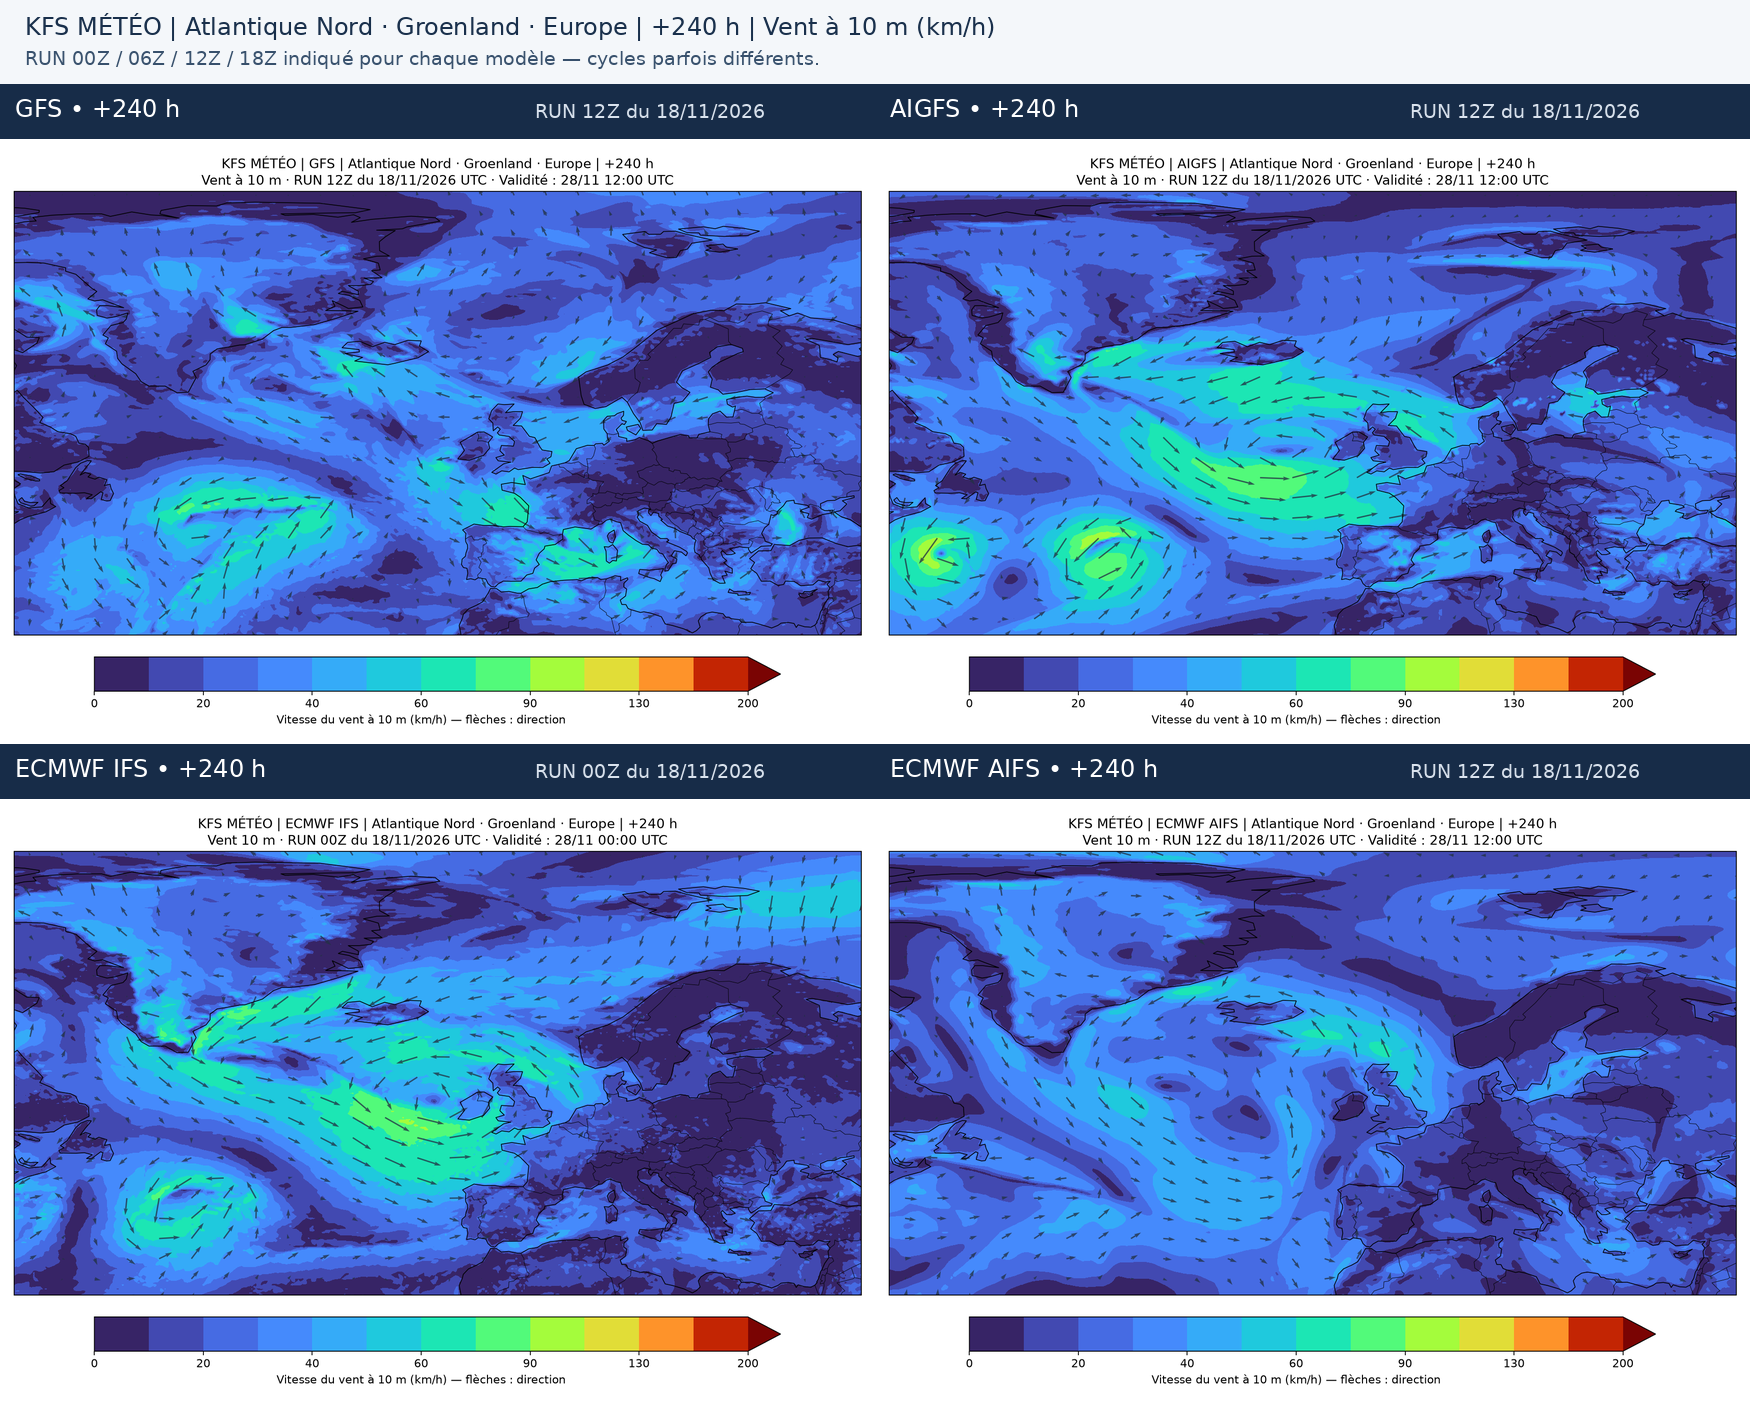 KFS MÉTÉO | Atlantique Nord · Groenland · Europe | +240 h | Vent à 10 m (km/h)
RUN 00Z / 06Z / 12Z / 18Z indiqué pour chaque modèle — cycles parfois différents.
GFS • +240 h
RUN 12Z du 18/11/2026
KFS MÉTÉO | GFS | Atlantique Nord · Groenland · Europe | +240 h
Vent à 10 m · RUN 12Z du 18/11/2026 UTC · Validité : 28/11 12:00 UTC
0 20 40 60 90 130 200
Vitesse du vent à 10 m (km/h) — flèches : direction
AIGFS • +240 h
RUN 12Z du 18/11/2026
KFS MÉTÉO | AIGFS | Atlantique Nord · Groenland · Europe | +240 h
Vent à 10 m · RUN 12Z du 18/11/2026 UTC · Validité : 28/11 12:00 UTC
0 20 40 60 90 130 200
Vitesse du vent à 10 m (km/h) — flèches : direction
ECMWF IFS • +240 h
RUN 00Z du 18/11/2026
KFS MÉTÉO | ECMWF IFS | Atlantique Nord · Groenland · Europe | +240 h
Vent 10 m · RUN 00Z du 18/11/2026 UTC · Validité : 28/11 00:00 UTC
0 20 40 60 90 130 200
Vitesse du vent à 10 m (km/h) — flèches : direction
ECMWF AIFS • +240 h
RUN 12Z du 18/11/2026
KFS MÉTÉO | ECMWF AIFS | Atlantique Nord · Groenland · Europe | +240 h
Vent 10 m · RUN 12Z du 18/11/2026 UTC · Validité : 28/11 12:00 UTC
0 20 40 60 90 130 200
Vitesse du vent à 10 m (km/h) — flèches : direction